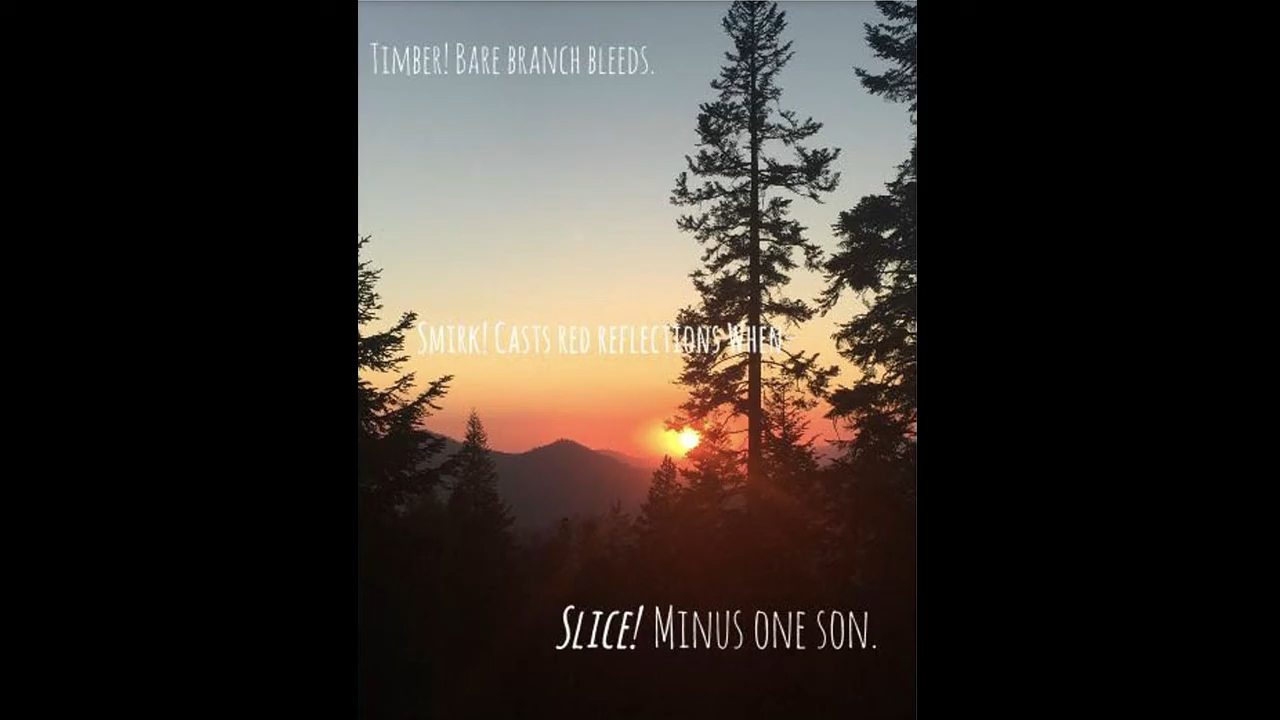 Timber! Bare branch bleeds.
Smirk! Casts red reflections when-
Slice! Minus one son.